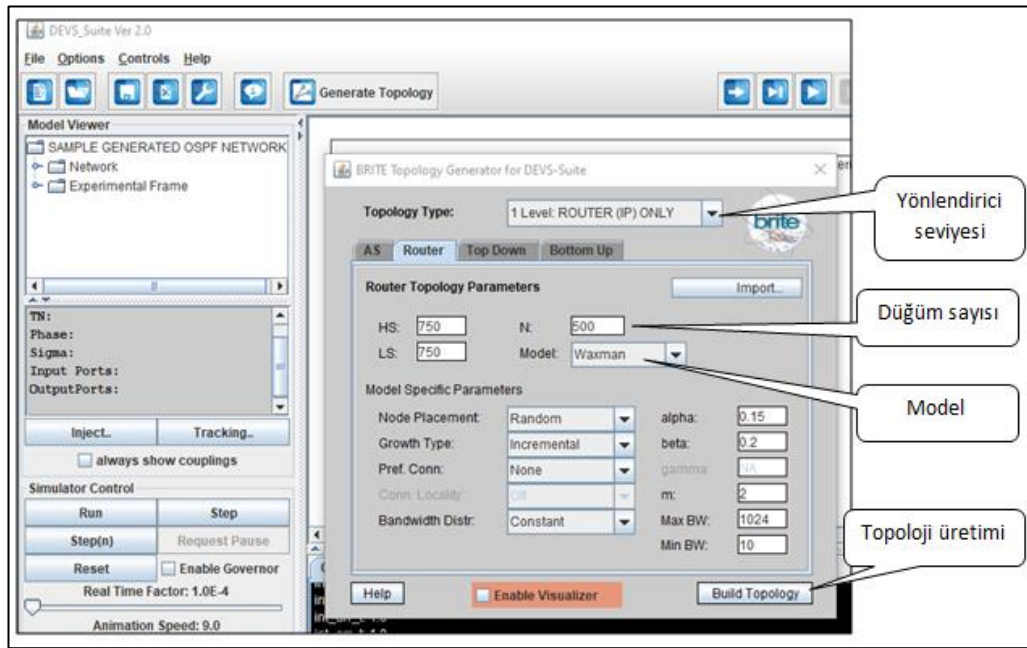 DEVS_Suite Ver 2.0
File Options Controls Help
Generate Topology
Model Viewer
SAMPLE GENERATED OSPF NETWORK
Network
Experimental Frame
TN:
Phase:
Sigma:
Input Ports:
OutputPorts:
Inject.. Tracking..
always show couplings
Simulator Control
Run Step
Step(n) Request Pause
Reset Enable Governor
Real Time Factor: 1.0E-4
Animation Speed: 9.0
BRITE Topology Generator for DEVS-Suite
Topology Type: 1 Level: ROUTER (IP) ONLY
brite
AS Router Top Down Bottom Up
Router Topology Parameters Import...
HS: 750 N: 500
LS: 750 Model: Waxman
Model Specific Parameters
Node Placement: Random alpha: 0.15
Growth Type: Incremental beta: 0.2
Pref. Conn: None gamma: NA
Conn. Locality: Off m: 2
Bandwidth Distr: Constant Max BW: 1024
Min BW: 10
Help Enable Visualizer Build Topology
Yönlendirici
seviyesi
Düğüm sayısı
Model
Topoloji üretimi